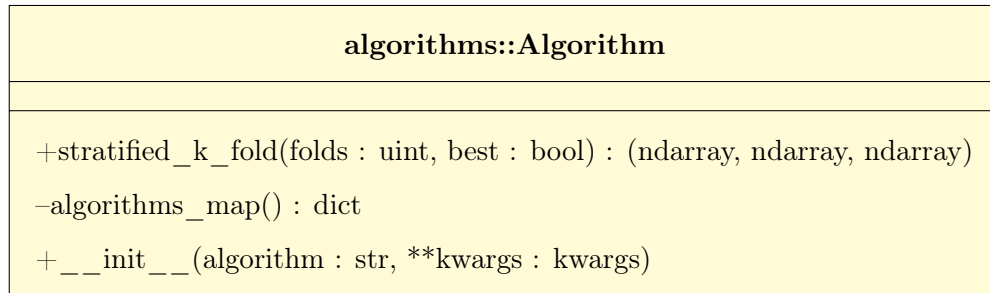 algorithms::Algorithm
+stratified_k_fold(folds : uint, best : bool) : (ndarray, ndarray, ndarray)
–algorithms_map() : dict
+__init__(algorithm : str, **kwargs : kwargs)